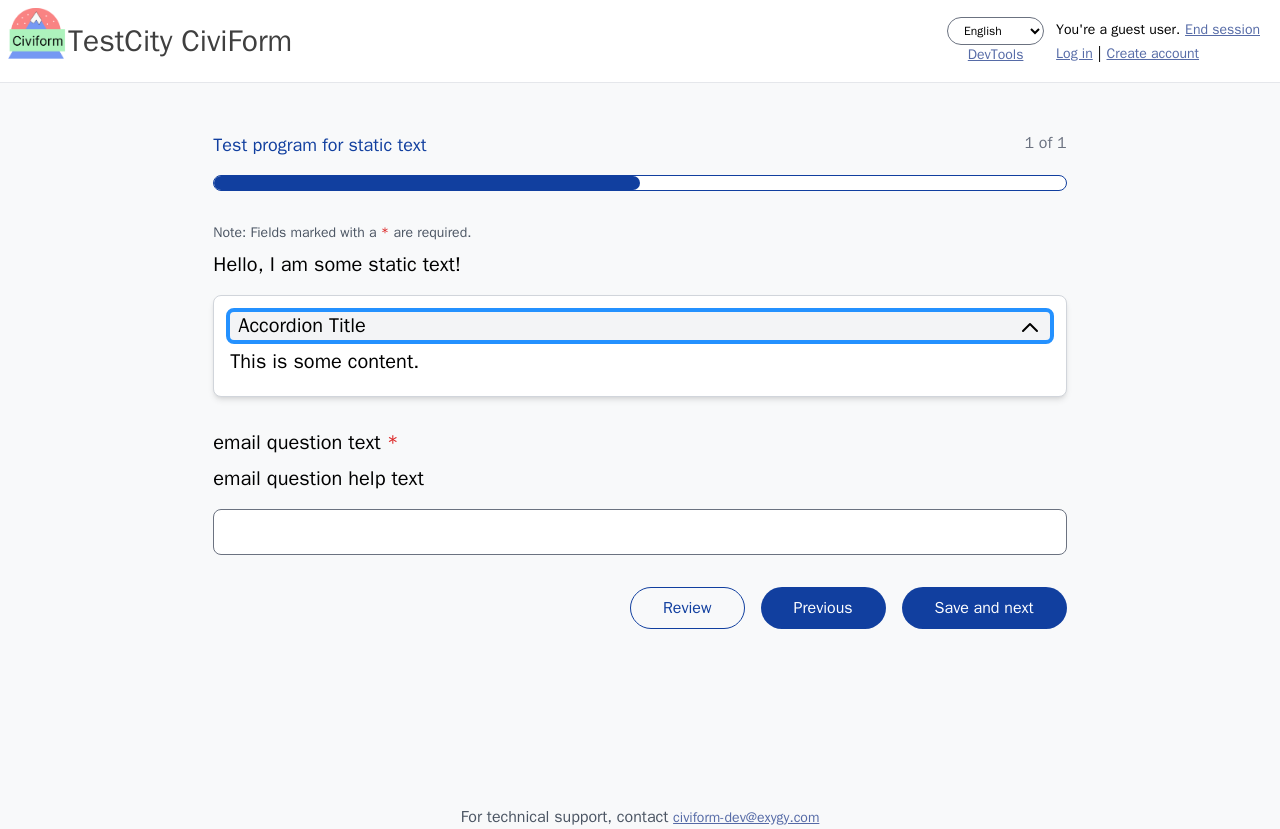 Civiform
TestCity CiviForm
English
DevTools
You're a guest user. End session
Log in | Create account
Test program for static text
1 of 1
Note: Fields marked with a * are required.
Hello, I am some static text!
Accordion Title
This is some content.
email question text *
email question help text
Review
Previous
Save and next
For technical support, contact civiform-dev@exygy.com